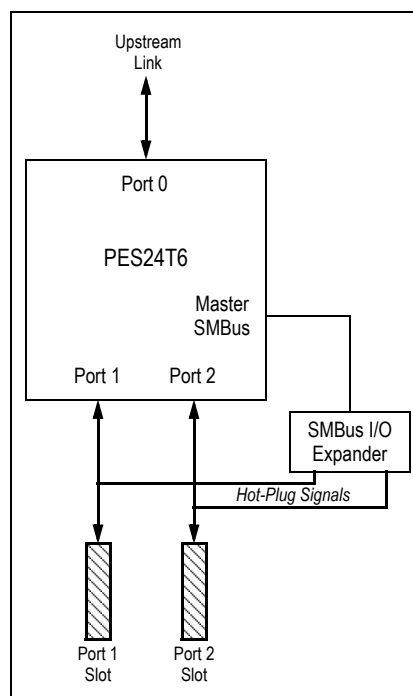 Upstream
Link
Port 0
PES24T6
Master
SMBus
Port 1 Port 2
SMBus I/O
Expander
Hot-Plug Signals
Port 1
Slot
Port 2
Slot